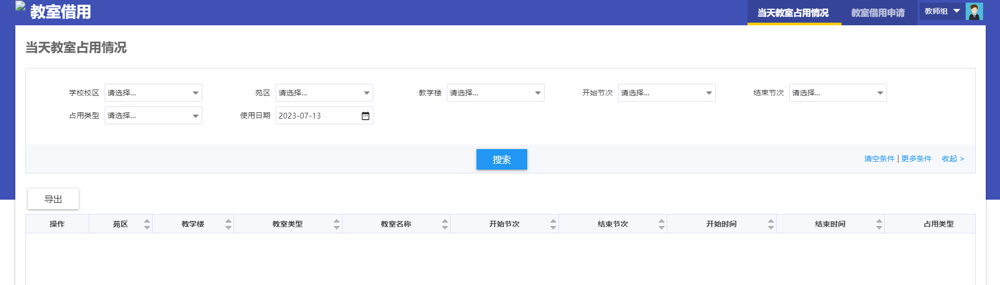 教室借用
当天教室占用情况 教室借用申请 教师组
当天教室占用情况
学校校区 请选择... 苑区 请选择... 教学楼 请选择... 开始节次 请选择... 结束节次 请选择...
占用类型 请选择... 使用日期 2023-07-13
搜索 清空条件 | 更多条件 收起 >
导出
操作 苑区 教学楼 教室类型 教室名称 开始节次 结束节次 开始时间 结束时间 占用类型